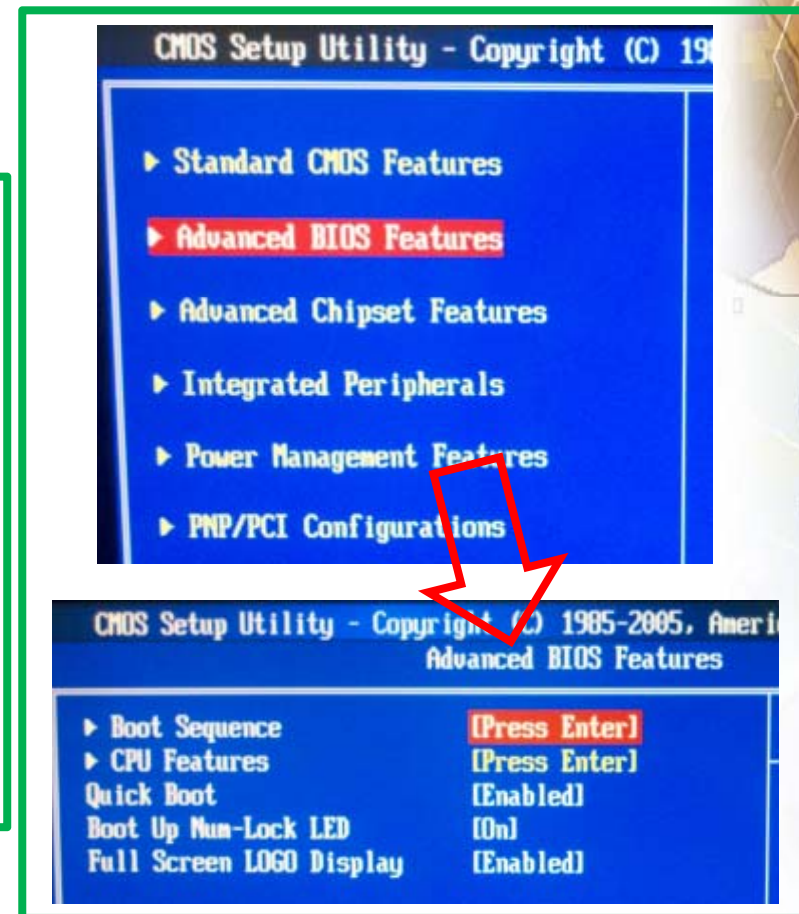 CMOS Setup Utility - Copyright (C)
Standard CMOS Features
Advanced BIOS Features
Advanced Chipset Features
Integrated Peripherals
Power Management Features
PNP/PCI Configurations
CMOS Setup Utility - Copyright (C) 1985-2005,
Advanced BIOS Features
Boot Sequence [Press Enter]
CPU Features [Press Enter]
Quick Boot [Enabled]
Boot Up Num-Lock LED [On]
Full Screen LOGO Display [Enabled]